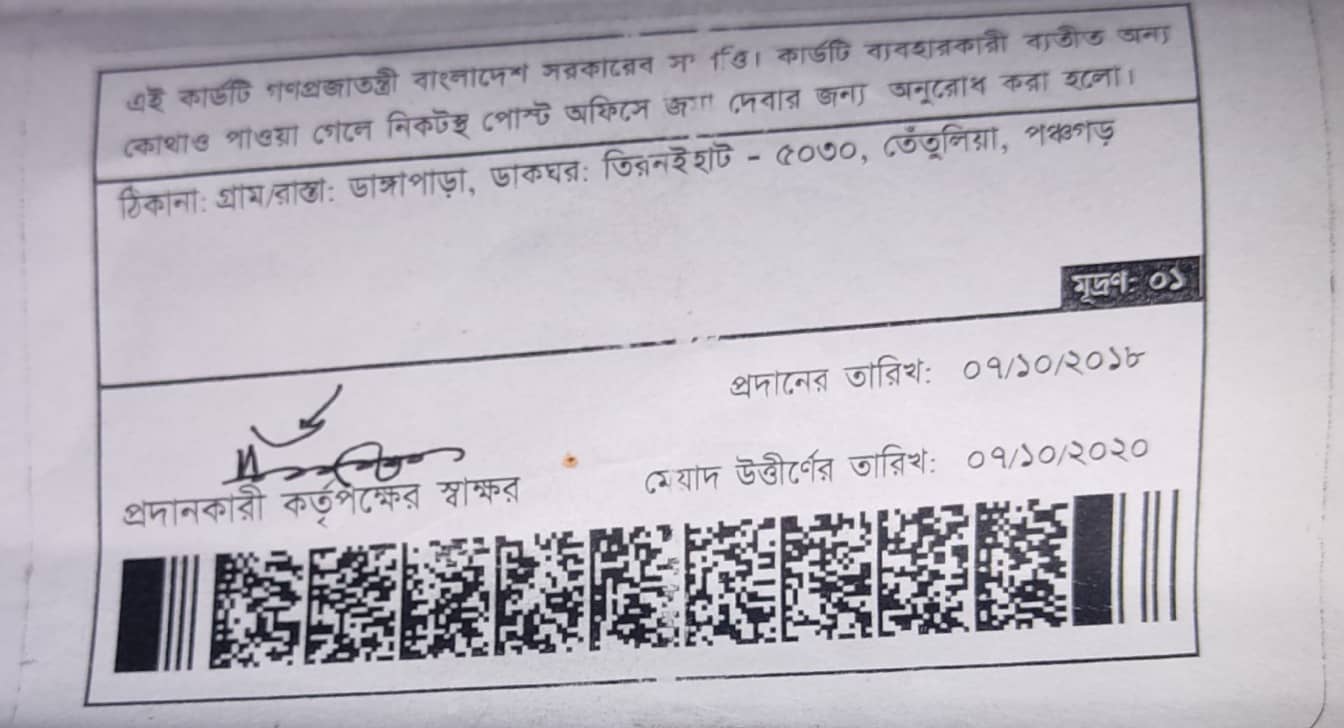 এই কার্ডটি গণপ্রজাতন্ত্রী বাংলাদেশ সরকারের কার্ডটি ব্যবহারকারী ব্যতীত অন্য
কোথাও পাওয়া গেলে নিকটস্থ পোস্ট অফিসে জমা দেবার জন্য অনুরোধ করা হলো।
ঠিকানা: গ্রাম/রাস্তা: ডাঙ্গাপাড়া, ডাকঘর: তিরনইহাট - ৫০৩০, তেঁতুলিয়া, পঞ্চগড়
মূদ্রণ: ০১
প্রদানের তারিখ: ০৭/১০/২০১৮
প্রদানকারী কর্তৃপক্ষের স্বাক্ষর
মেয়াদ উত্তীর্ণের তারিখ: ০৭/১০/২০২০